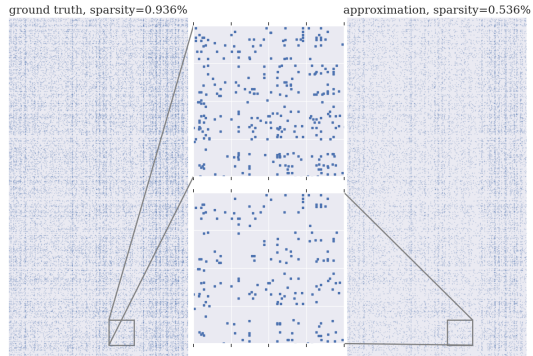 ground truth, sparsity=0.936%
approximation, sparsity=0.536%